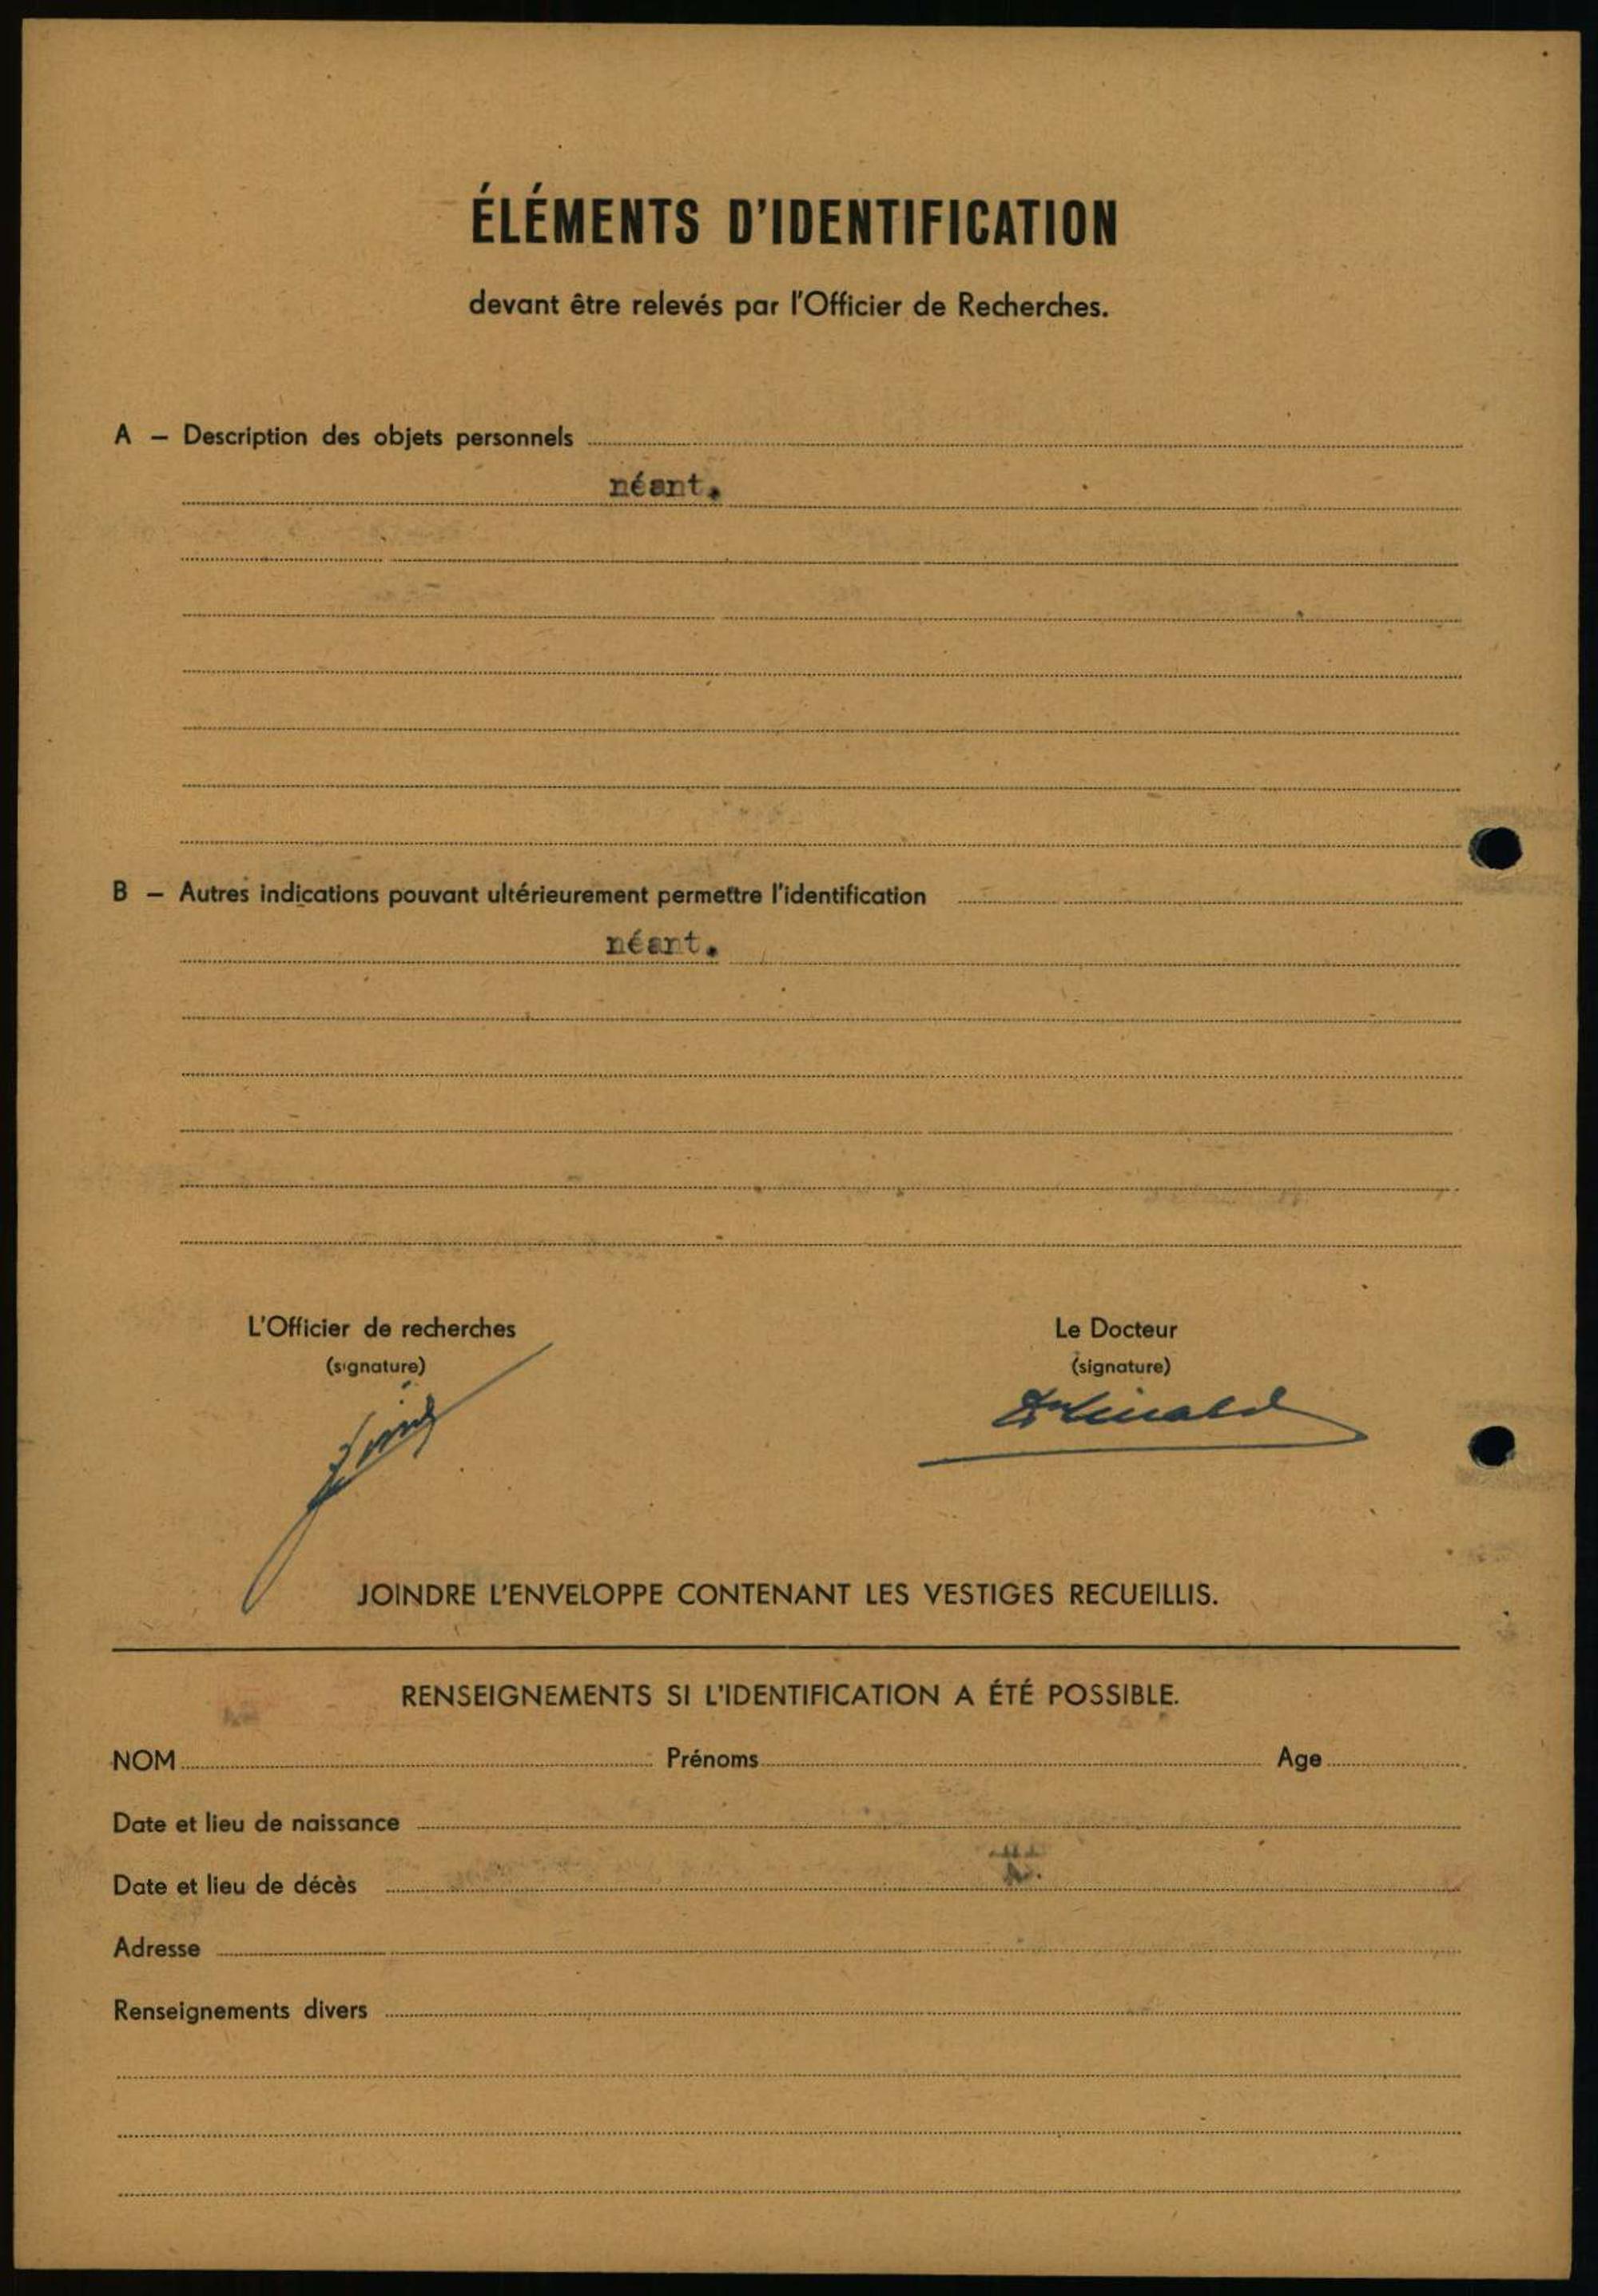 ÉLÉMENTS D'IDENTIFICATION
devant être relevés par l'Officier de Recherches.
A — Description des objets personnels
néant.
B — Autres indications pouvant ultérieurement permettre l'identification
néant.
L'Officier de recherches
(signature)
Le Docteur
(signature)
JOINDRE L'ENVELOPPE CONTENANT LES VESTIGES RECUEILLIS.
RENSEIGNEMENTS SI L'IDENTIFICATION A ÉTÉ POSSIBLE.
NOM Prénoms Age
Date et lieu de naissance
Date et lieu de décès
Adresse
Renseignements divers